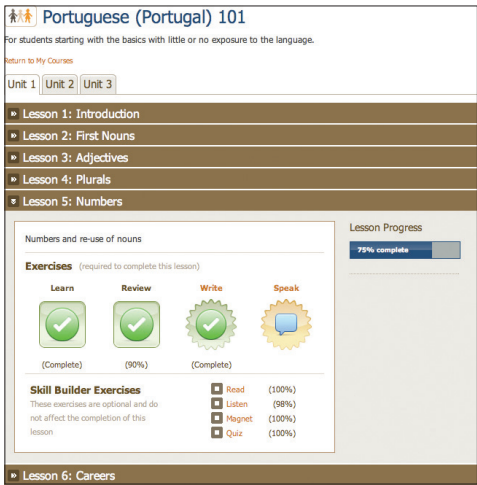 Portuguese (Portugal) 101
For students starting with the basics with little or no exposure to the language.
Return to My Courses
Unit 1 Unit 2 Unit 3
Lesson 1: Introduction
Lesson 2: First Nouns
Lesson 3: Adjectives
Lesson 4: Plurals
Lesson 5: Numbers
Numbers and re-use of nouns
Exercises (required to complete this lesson)
Learn Review Write Speak
(Complete) (90%) (Complete)
Skill Builder Exercises
These exercises are optional and do
not affect the completion of this
lesson
Read (100%)
Listen (98%)
Magnet (100%)
Quiz (100%)
Lesson Progress
75% complete
Lesson 6: Careers